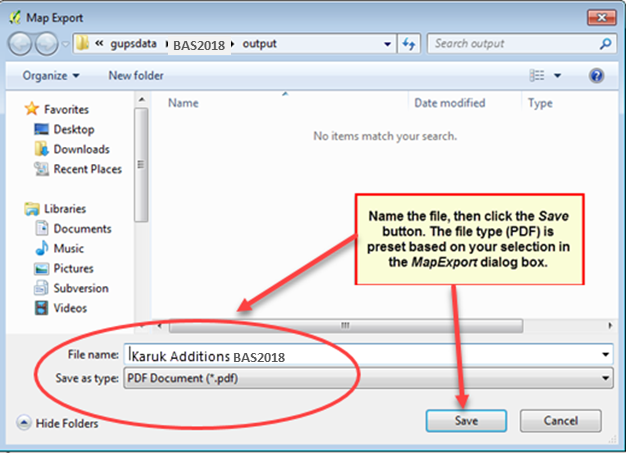 Map Export
« gupsdata BAS2018 output
Search output
Organize
New folder
Name
Date modified
Type
Favorites
Desktop
Downloads
Recent Places
Libraries
Documents
Music
Pictures
Subversion
Videos
No items match your search.
Name the file, then click the Save
button. The file type (PDF) is
preset based on your selection in
the MapExport dialog box.
File name: Karuk Additions BAS2018
Save as type: PDF Document (*.pdf)
Hide Folders
Save
Cancel